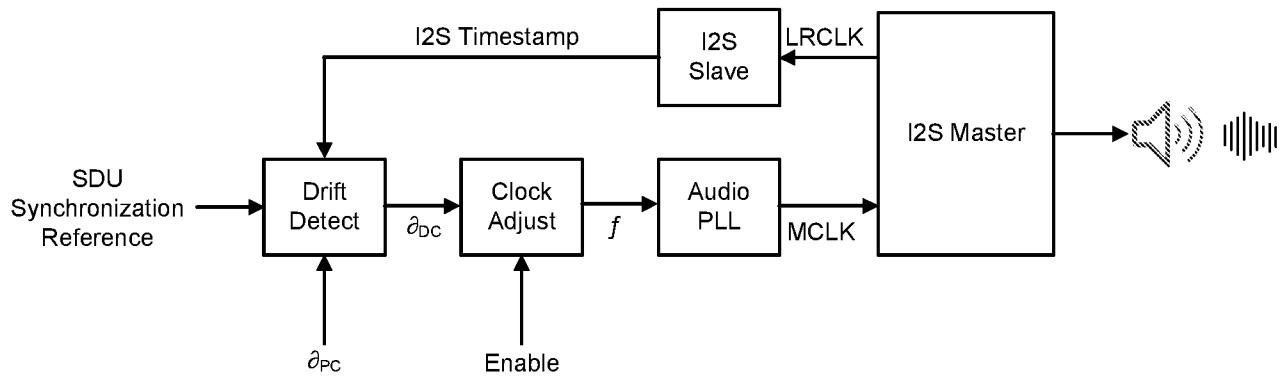 I2S Timestamp
I2S
Slave
LRCLK
I2S Master
SDU
Synchronization
Reference
Drift
Detect
∂DC
Clock
Adjust
f
Audio
PLL
MCLK
∂PC
Enable